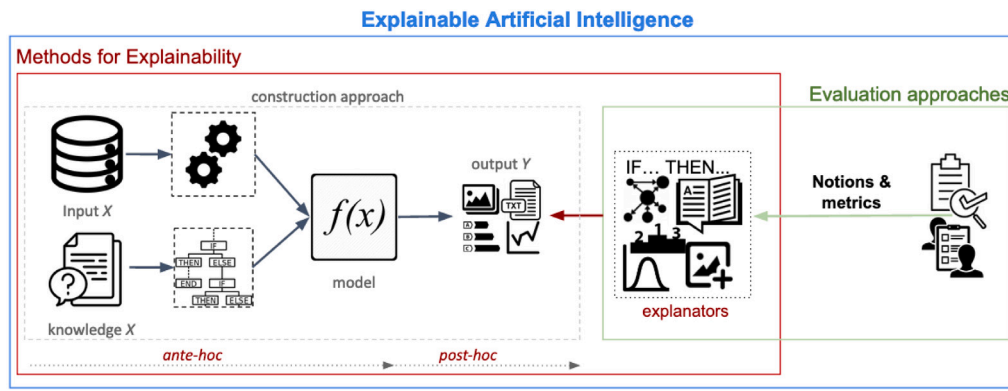 Explainable Artificial Intelligence
Methods for Explainability
construction approach
Evaluation approaches
Input X
knowledge X
IF
THEN
ELSE
END
IF
THEN
ELSE
f(x)
model
output Y
TXT
A
B
C
IF... THEN...
A
2 1 3
explanators
Notions &
metrics
ante-hoc
post-hoc